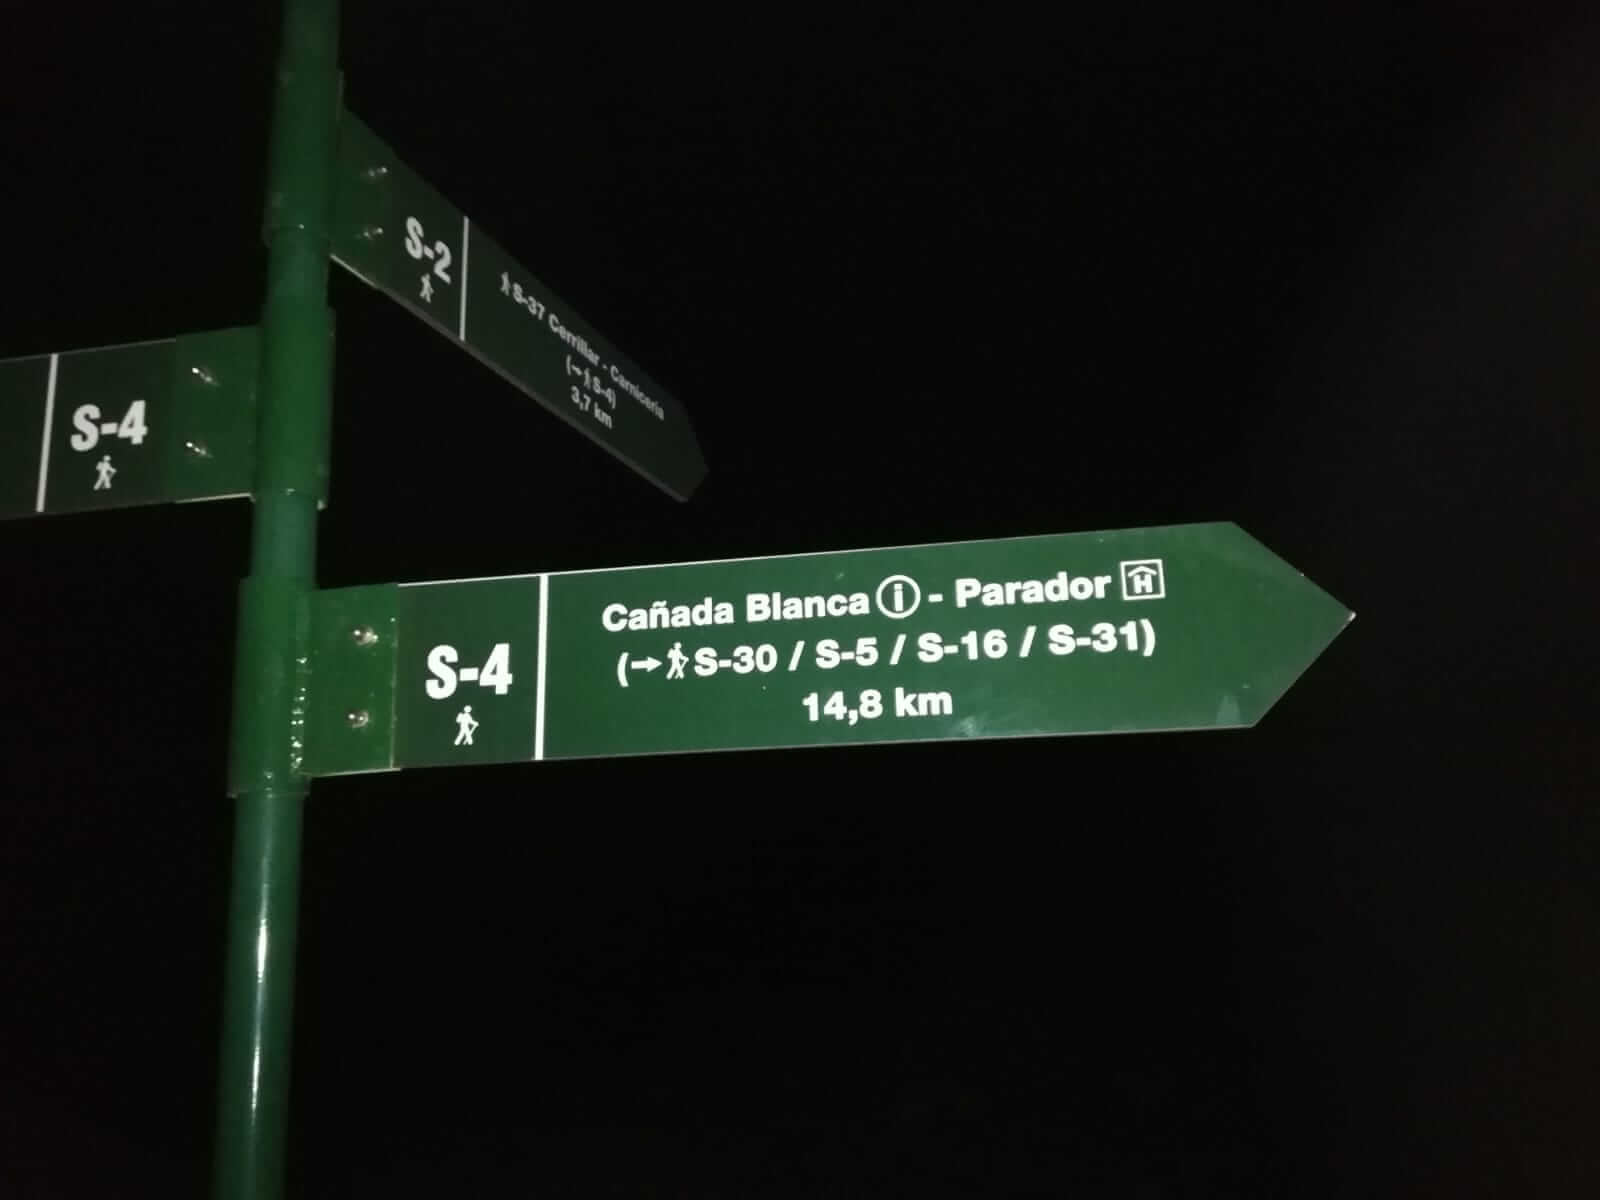 S-2
S-37 Cerrillar - Carnicería
(→ S-4)
3,7 km
S-4
S-4
Cañada Blanca i - Parador H
(→ S-30 / S-5 / S-16 / S-31)
14,8 km